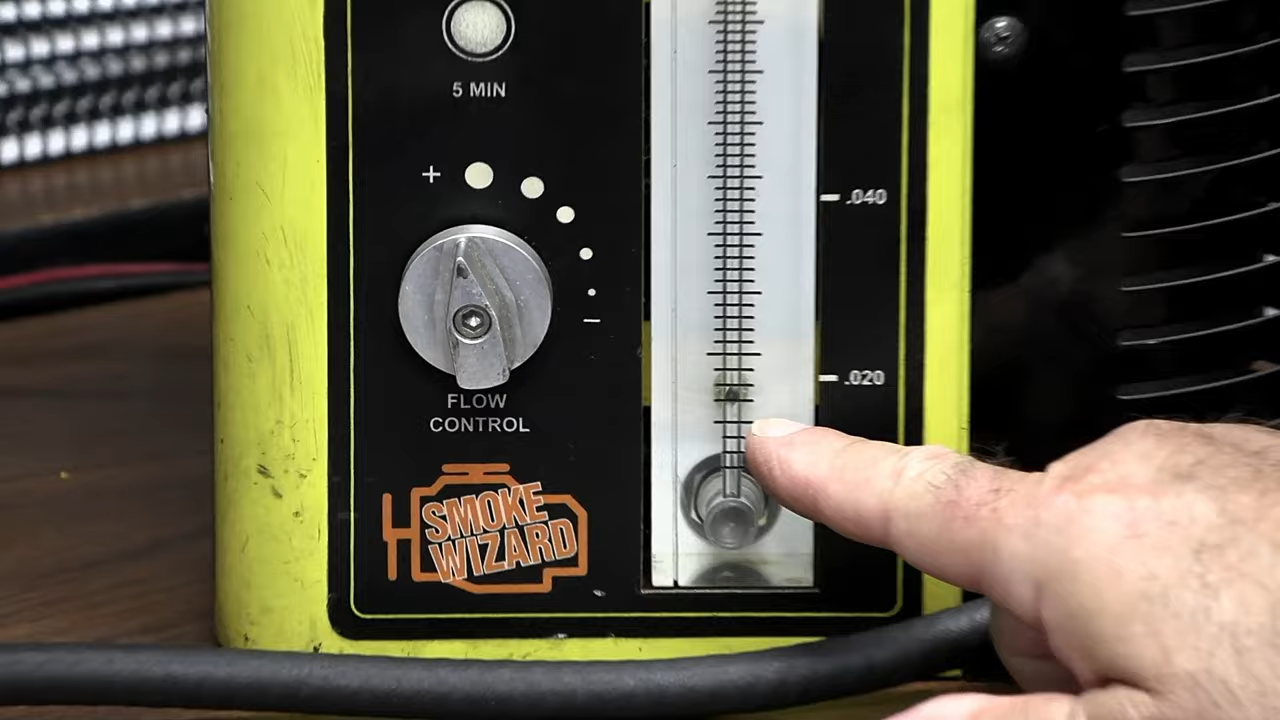 5 MIN
+
.040
−
.020
FLOW
CONTROL
SMOKE
WIZARD